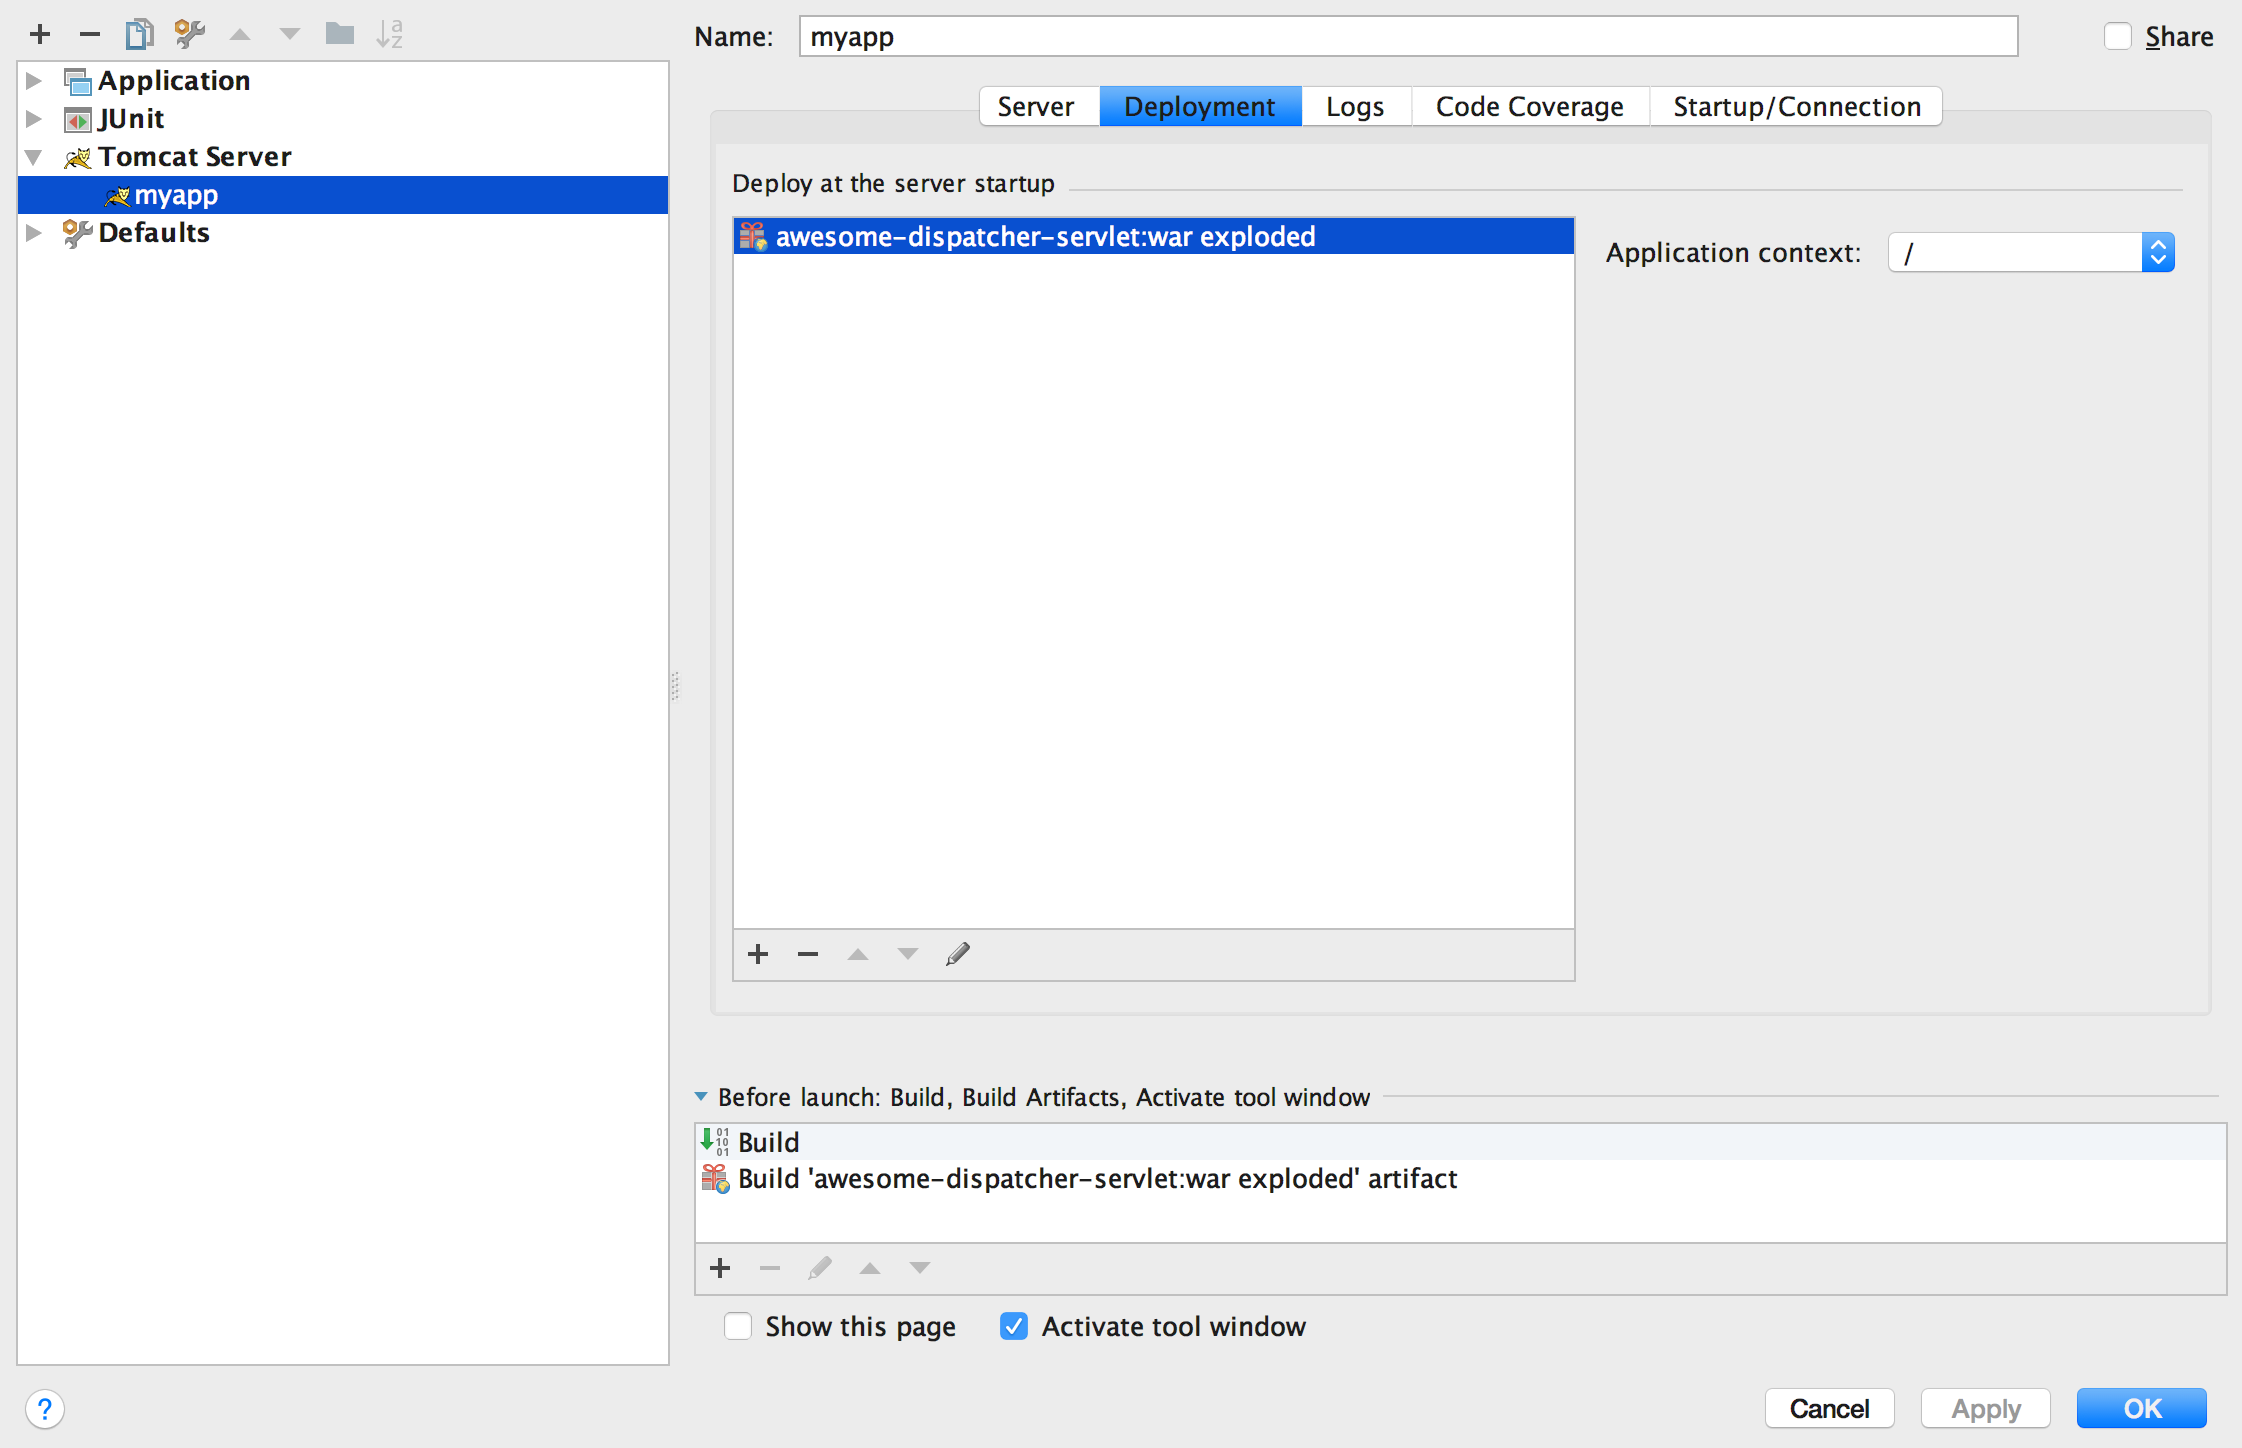 Name: myapp Share
Application
JUnit
Tomcat Server
myapp
Defaults
Server Deployment Logs Code Coverage Startup/Connection
Deploy at the server startup
awesome-dispatcher-servlet:war exploded
Application context: /
Before launch: Build, Build Artifacts, Activate tool window
Build
Build 'awesome-dispatcher-servlet:war exploded' artifact
Show this page Activate tool window
? Cancel Apply OK